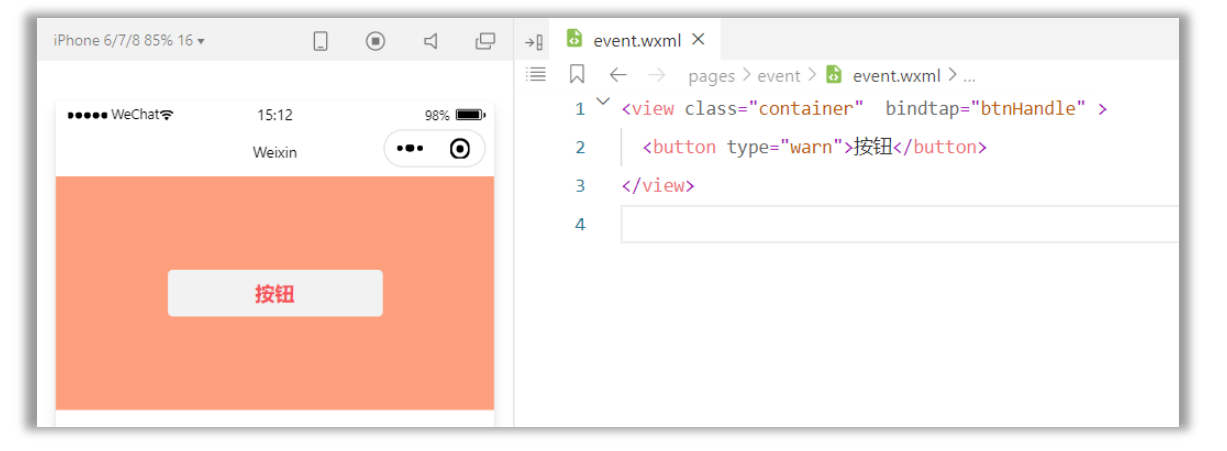 iPhone 6/7/8 85% 16
event.wxml
pages > event > event.wxml > ...
WeChat 15:12 98%
Weixin
按钮
1 <view class="container"  bindtap="btnHandle" >
2 <button type="warn">按钮</button>
3 </view>
4